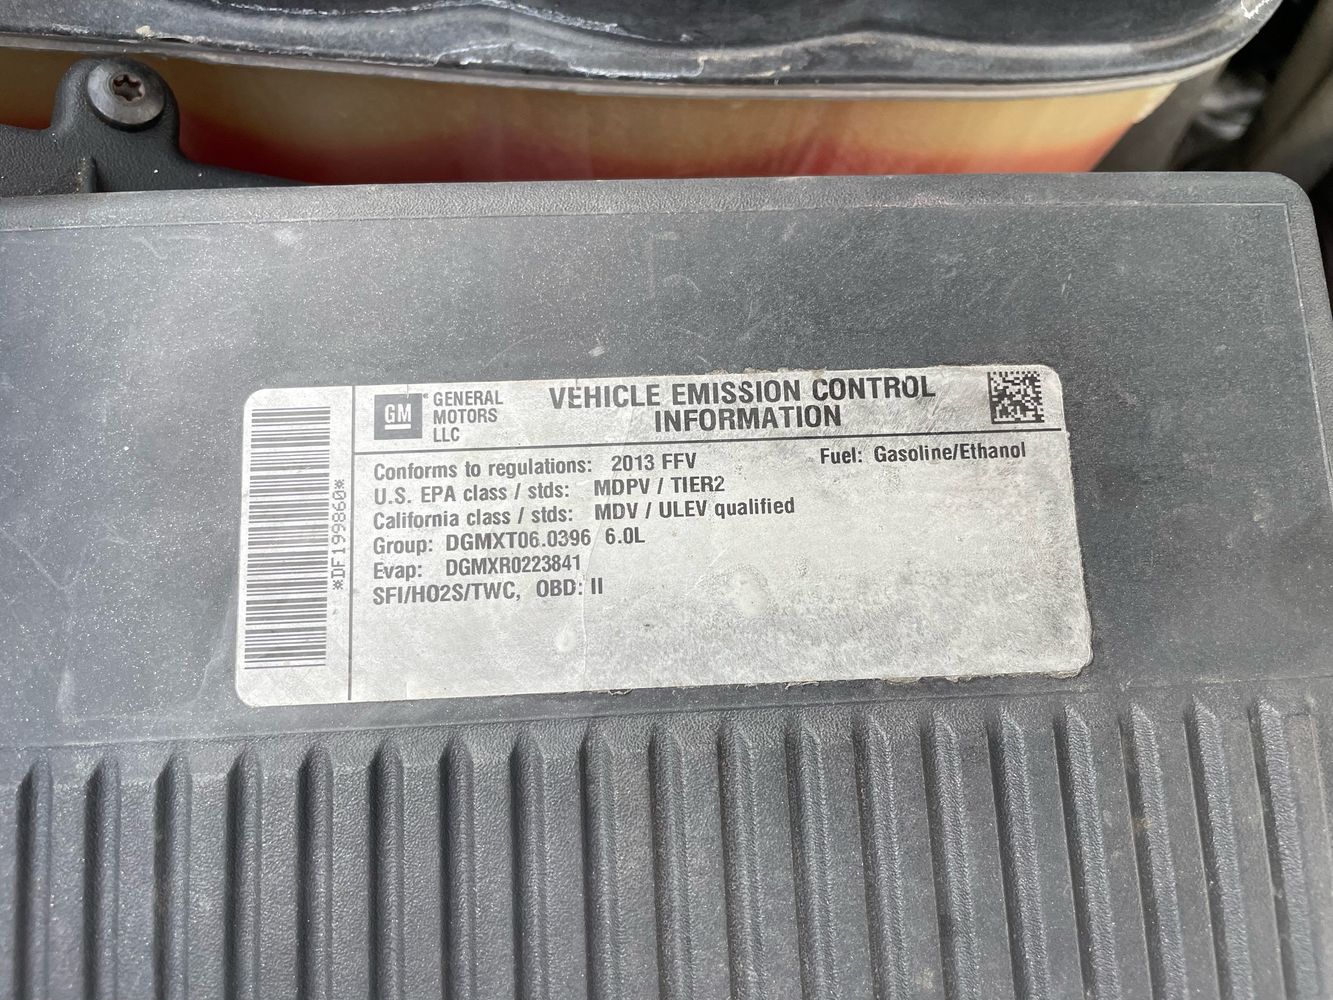 GM
GENERAL
MOTORS
LLC
VEHICLE EMISSION CONTROL
INFORMATION
Conforms to regulations: 2013 FFV
Fuel: Gasoline/Ethanol
U.S. EPA class / stds: MDPV / TIER2
California class / stds: MDV / ULEV qualified
Group: DGMXT06.0396 6.0L
Evap: DGMXR0223841
SFI/HO2S/TWC, OBD: II
*DF199860*